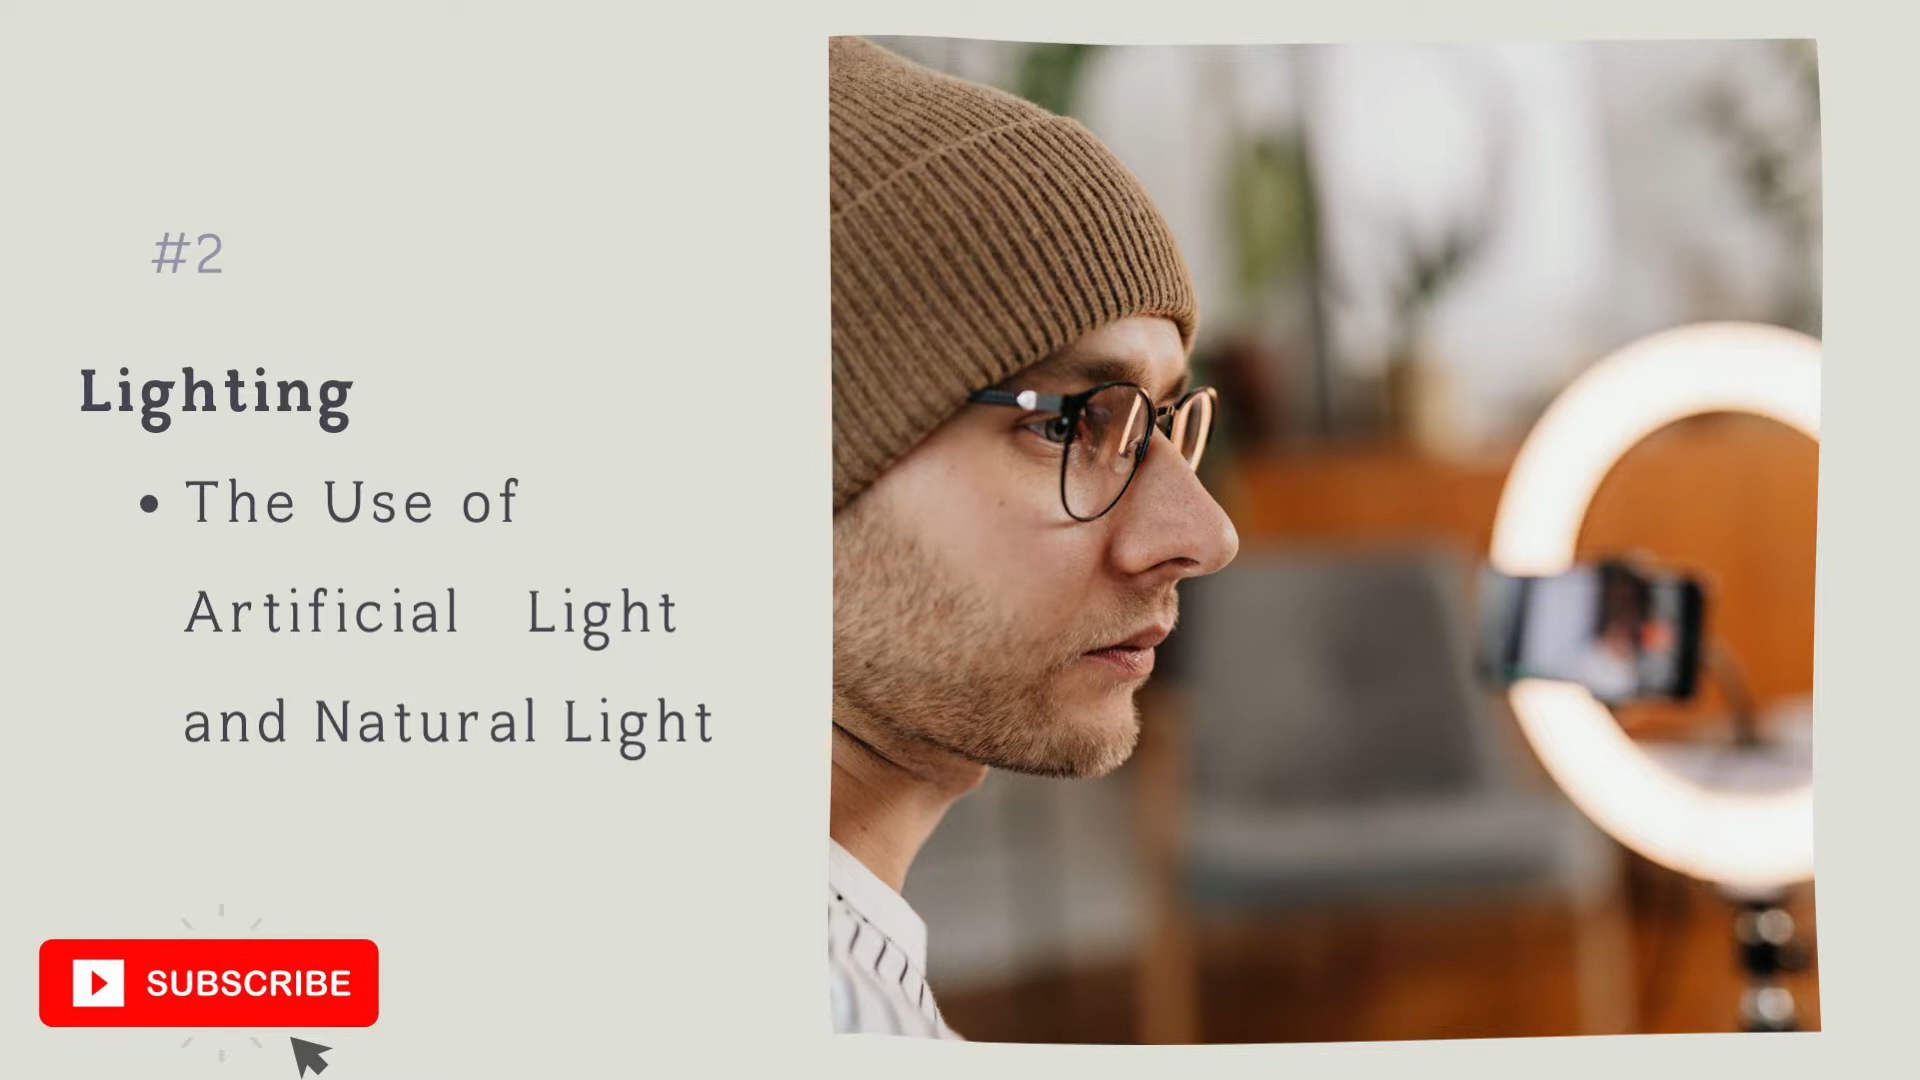 #2
Lighting
• The Use of
Artificial Light
and Natural Light
SUBSCRIBE